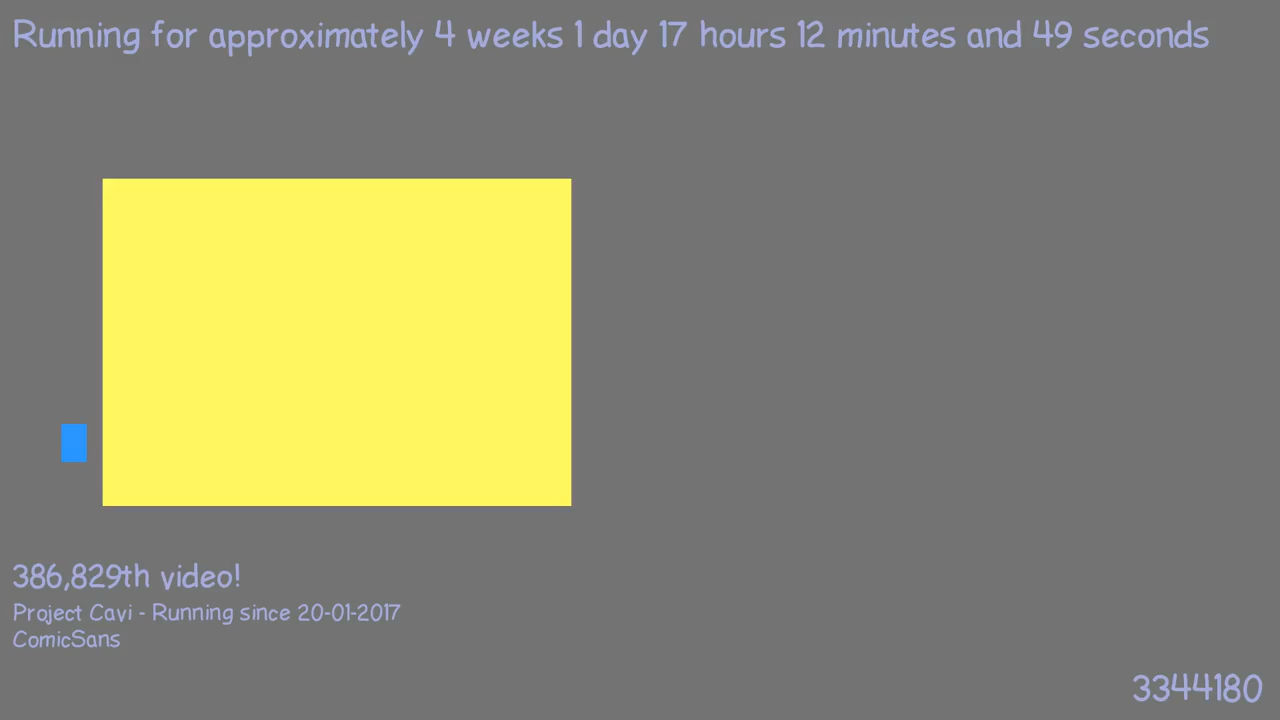 Running for approximately 4 weeks 1 day 17 hours 12 minutes and 49 seconds
386,829th video!
Project Cavi - Running since 20-01-2017
ComicSans
3344180